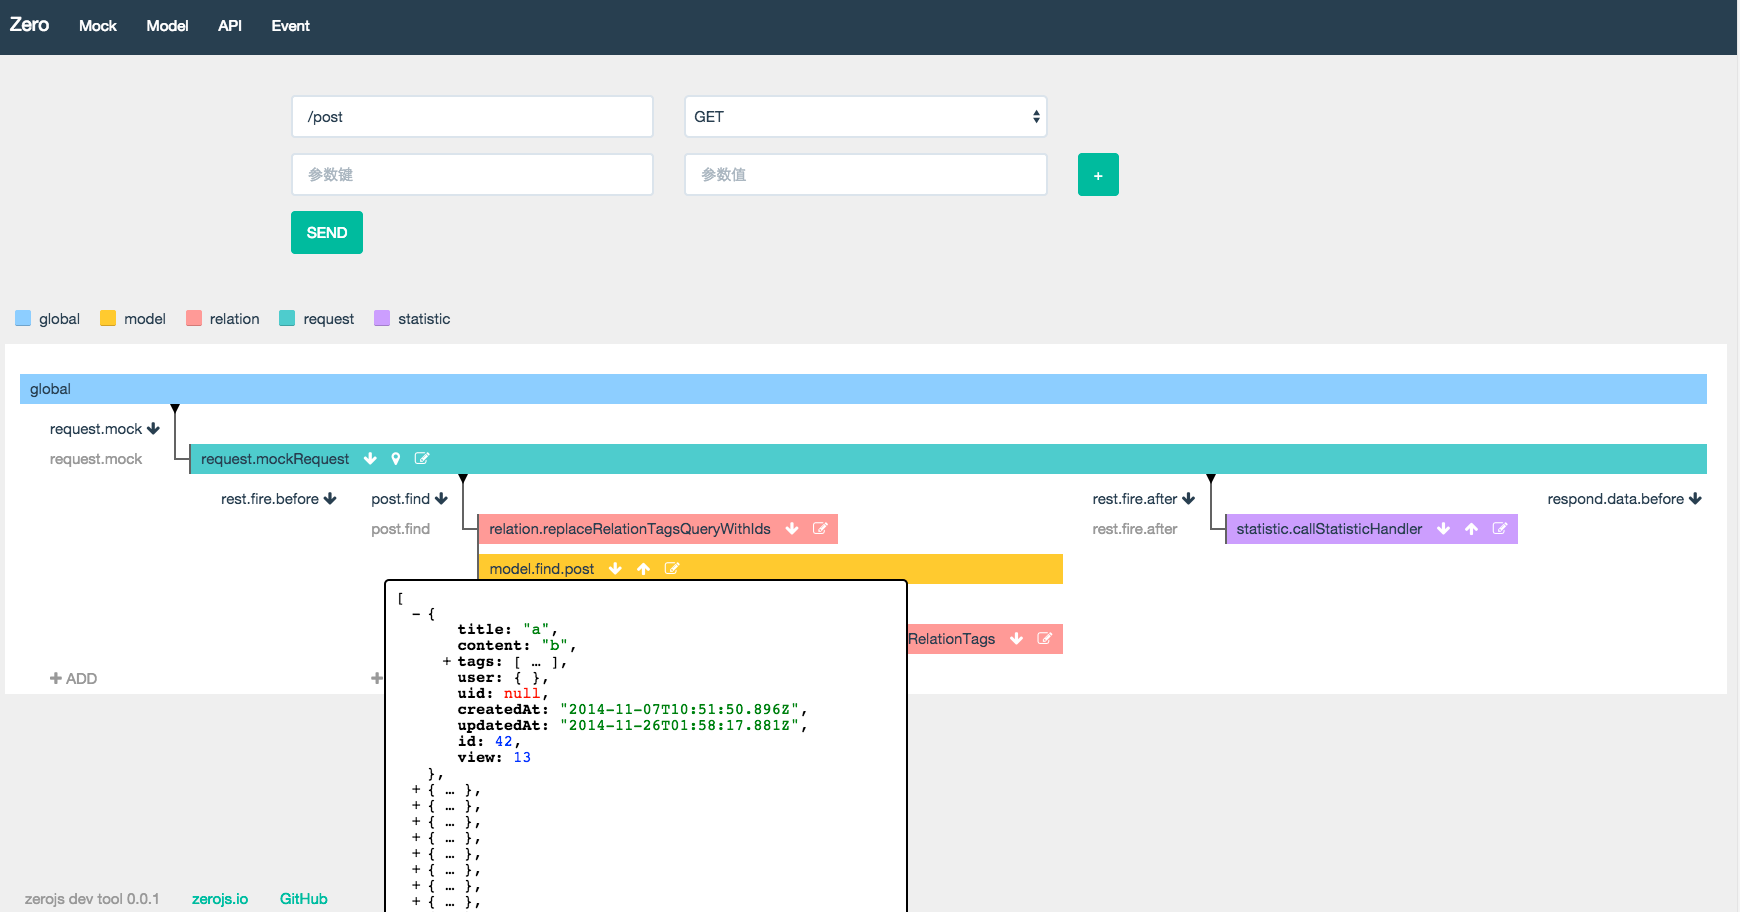 Zero Mock Model API Event
/post GET
参数键 参数值 +
SEND
global model relation request statistic
global
request.mock
request.mock request.mockRequest
rest.fire.before post.find rest.fire.after respond.data.before
post.find relation.replaceRelationTagsQueryWithIds rest.fire.after statistic.callStatisticHandler
model.find.post
[
- {
title: "a",
content: "b",
RelationTags
+ tags: [ … ],
user: { },
+ ADD +
uid: null,
createdAt: "2014-11-07T10:51:50.896Z",
updatedAt: "2014-11-26T01:58:17.881Z",
id: 42,
view: 13
},
+ { … },
+ { … },
+ { … },
+ { … },
+ { … },
+ { … },
+ { … },
+ { … },
zerojs dev tool 0.0.1 zerojs.io GitHub